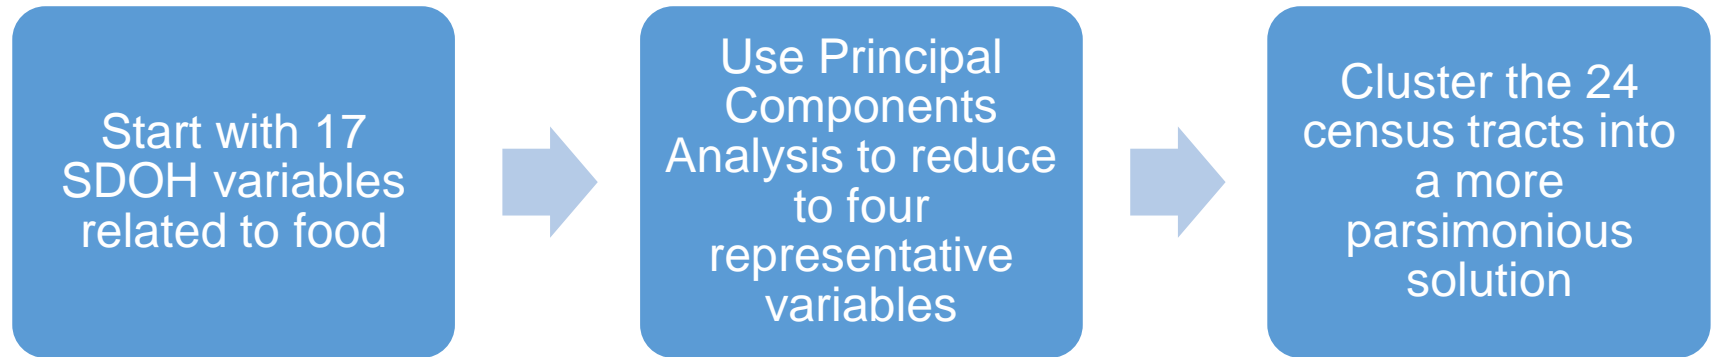 Start with 17
SDOH variables
related to food
Use Principal
Components
Analysis to reduce
to four
representative
variables
Cluster the 24
census tracts into
a more
parsimonious
solution